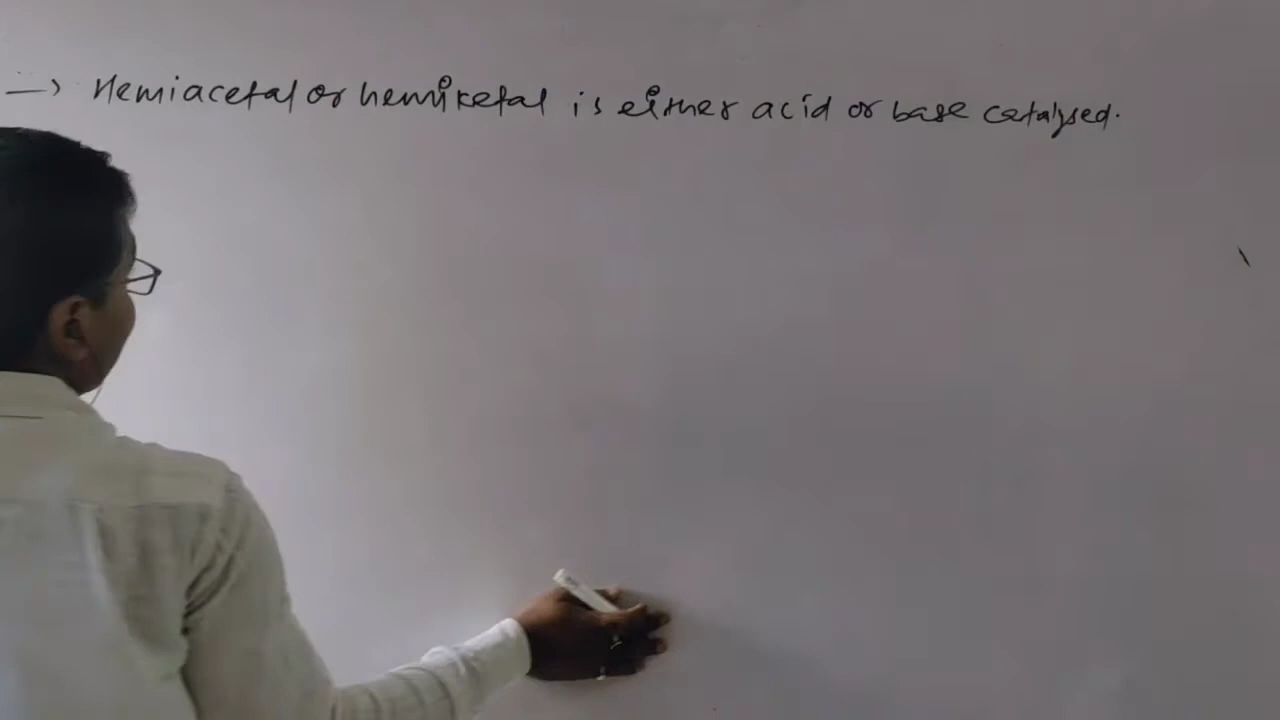 → Hemiacetal or hemiketal is either acid or base catalysed.